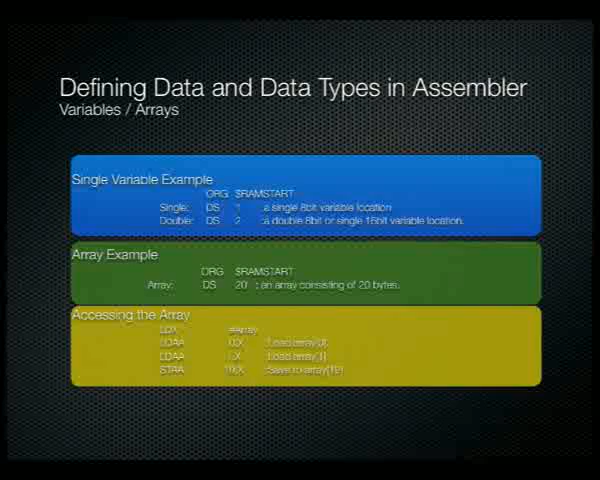 Defining Data and Data Types in Assembler
Variables / Arrays
Single Variable Example
ORG $RAMSTART
Single: DS 1 ;a single 8bit variable location
Double: DS 2 ;a double 8bit or single 16bit variable location.
Array Example
ORG $RAMSTART
Array: DS 20 ; an array consisting of 20 bytes.
Accessing the Array
LDX #Array
LDAA 0,X ;Load array[0]
LDAA 1,X ;Load array[1]
STAA 19,X ;Save to array[19]